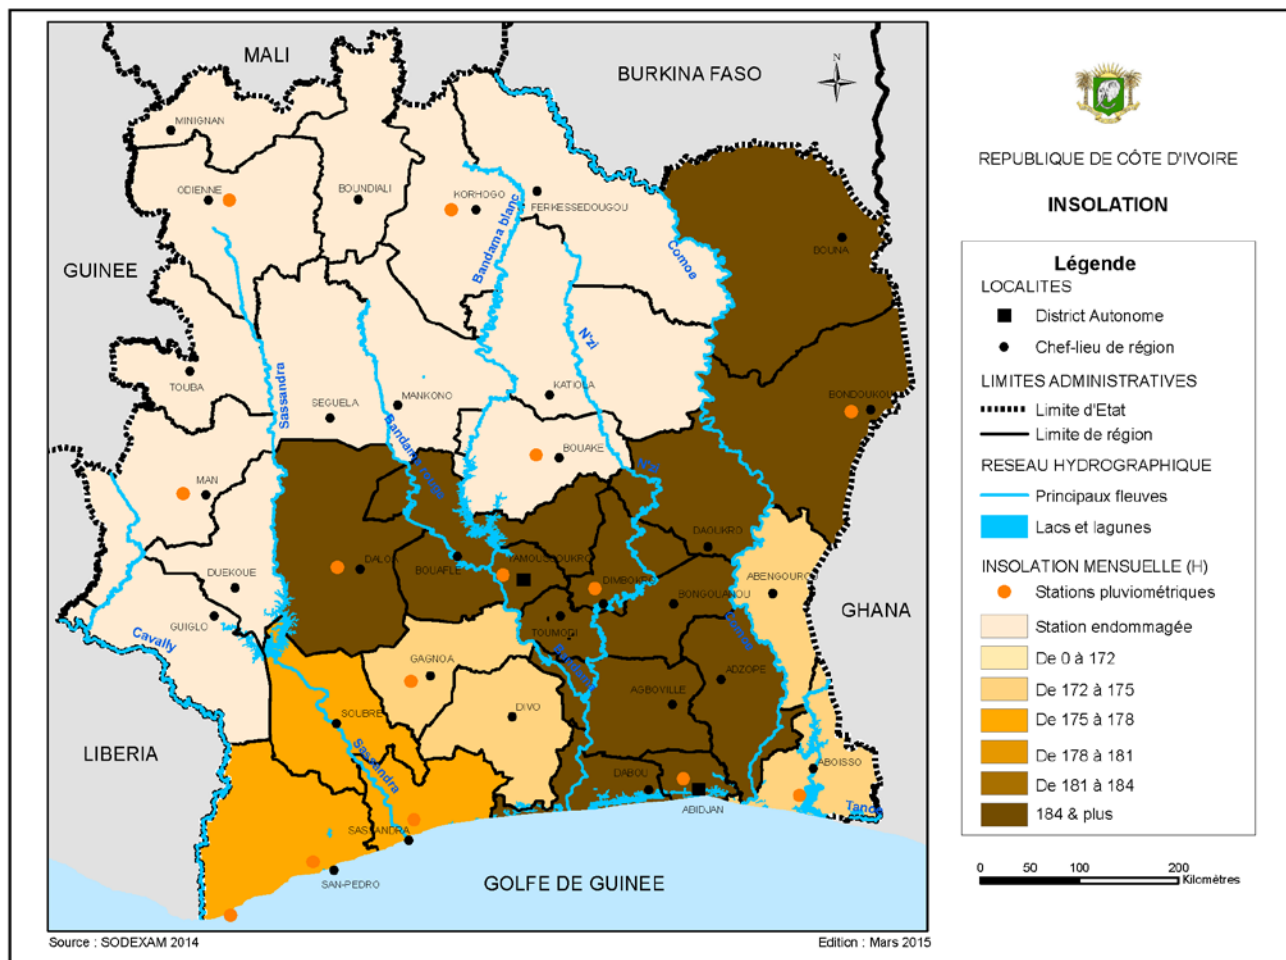 MALI
BURKINA FASO
N
MINIGNAN
ODIENNE
BOUNDIALI
KORHOGO
FERKESSEDOUGOU
Bandama blanc
Comoe
BOUNA
GUINEE
N'zi
TOUBA
Sassandra
SEGUELA
MANKONO
KATIOLA
BONDOUKOU
Bandama rouge
BOUAKE
N'zi
MAN
DAOUKRO
DALOA
BOUAFLE
YAMOUSSOUKRO
DIMBOKRO
ABENGOUROU
DUEKOUE
BONGOUANOU
GUIGLO
TOUMODI
Comoe
GHANA
Cavally
GAGNOA
Bandama
ADZOPE
AGBOVILLE
SOUBRE
DIVO
LIBERIA
Sassandra
DABOU
ABOISSO
ABIDJAN
Tanoe
SASSANDRA
SAN-PEDRO
GOLFE DE GUINEE
Source : SODEXAM 2014
Edition : Mars 2015
REPUBLIQUE DE CÔTE D'IVOIRE
INSOLATION
Légende
LOCALITES
District Autonome
Chef-lieu de région
LIMITES ADMINISTRATIVES
Limite d'Etat
Limite de région
RESEAU HYDROGRAPHIQUE
Principaux fleuves
Lacs et lagunes
INSOLATION MENSUELLE (H)
Stations pluviométriques
Station endommagée
De 0 à 172
De 172 à 175
De 175 à 178
De 178 à 181
De 181 à 184
184 & plus
0 50 100 200
Kilomètres